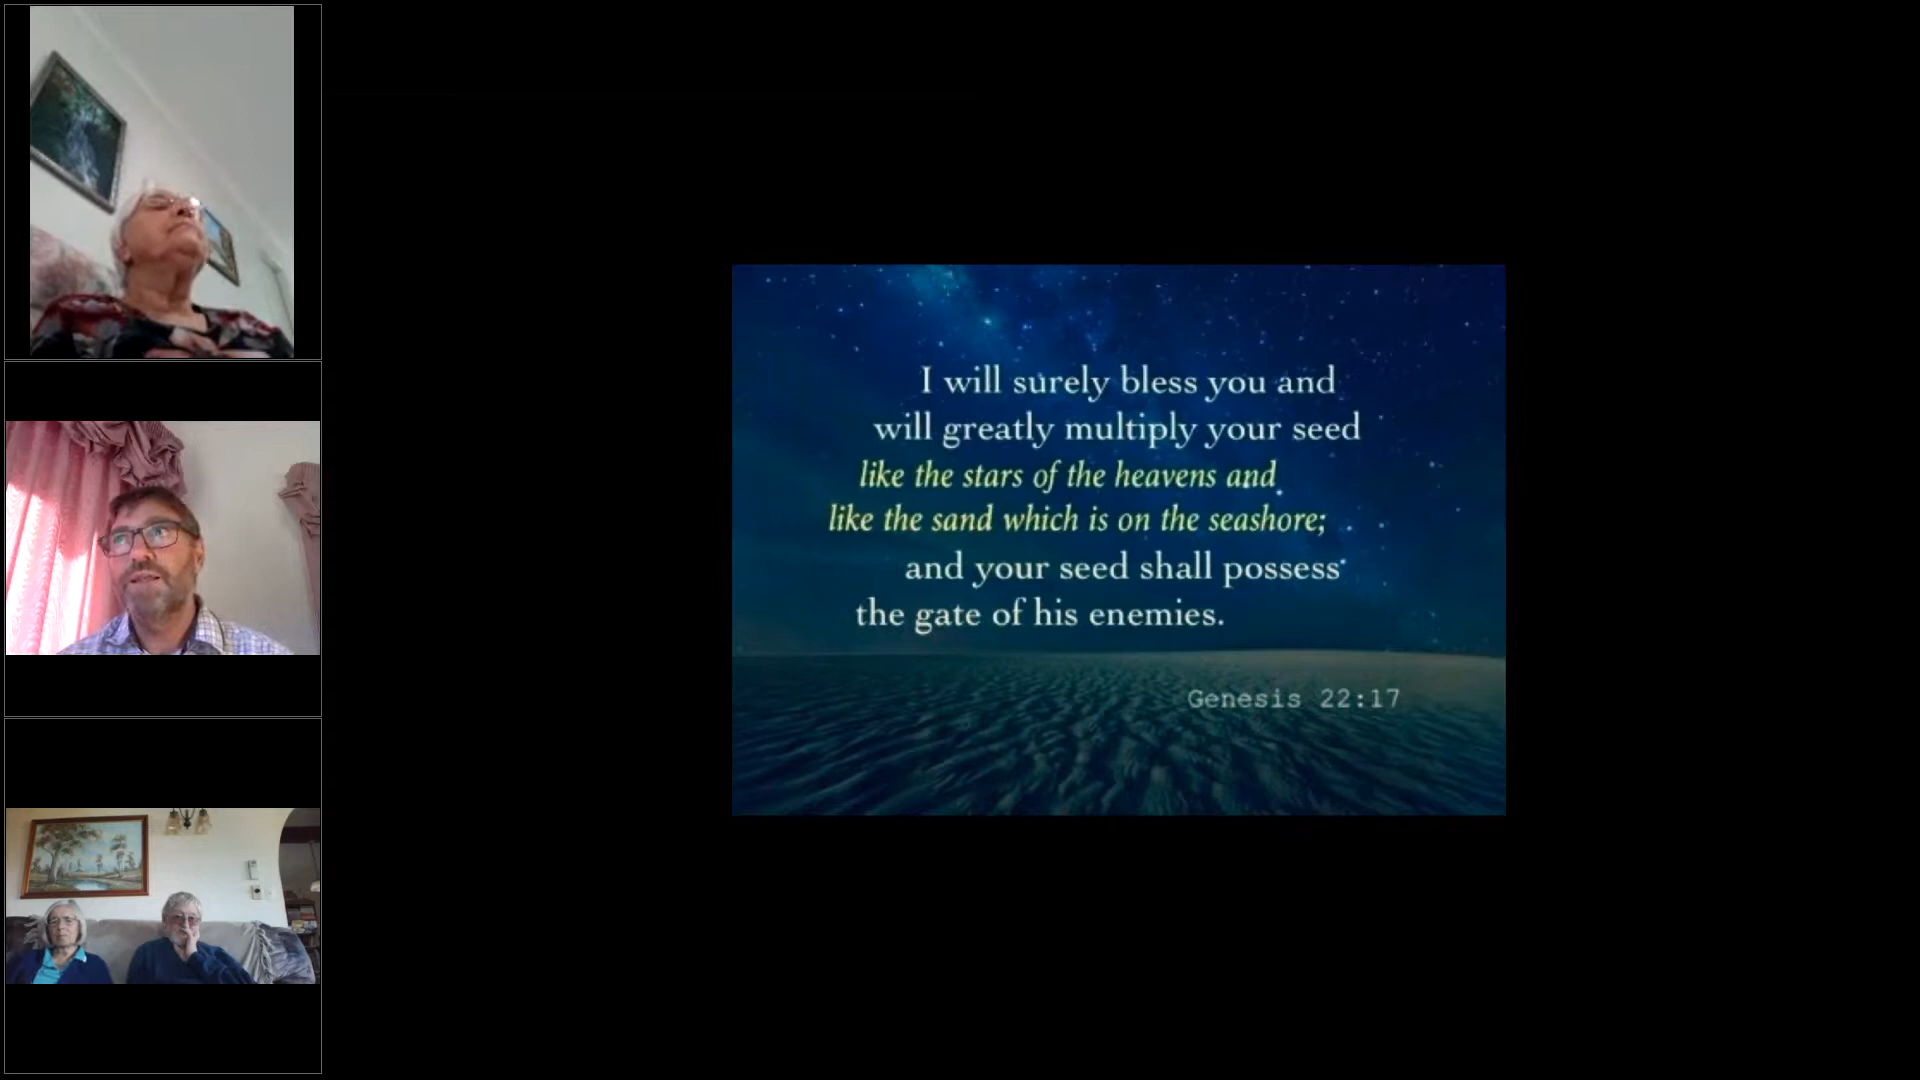 I will surely bless you and
will greatly multiply your seed
like the stars of the heavens and
like the sand which is on the seashore;
and your seed shall possess
the gate of his enemies.
Genesis 22:17